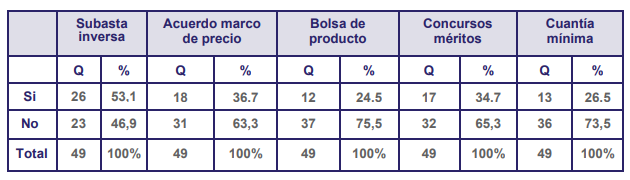 Subasta inversa Acuerdo marco de precio Bolsa de producto Concursos méritos Cuantía mínima
Q % Q % Q % Q % Q %
Si 26 53.1 18 36.7 12 24.5 17 34.7 13 26.5
No 23 46,9 31 63,3 37 75,5 32 65,3 36 73,5
Total 49 100% 49 100% 49 100% 49 100% 49 100%